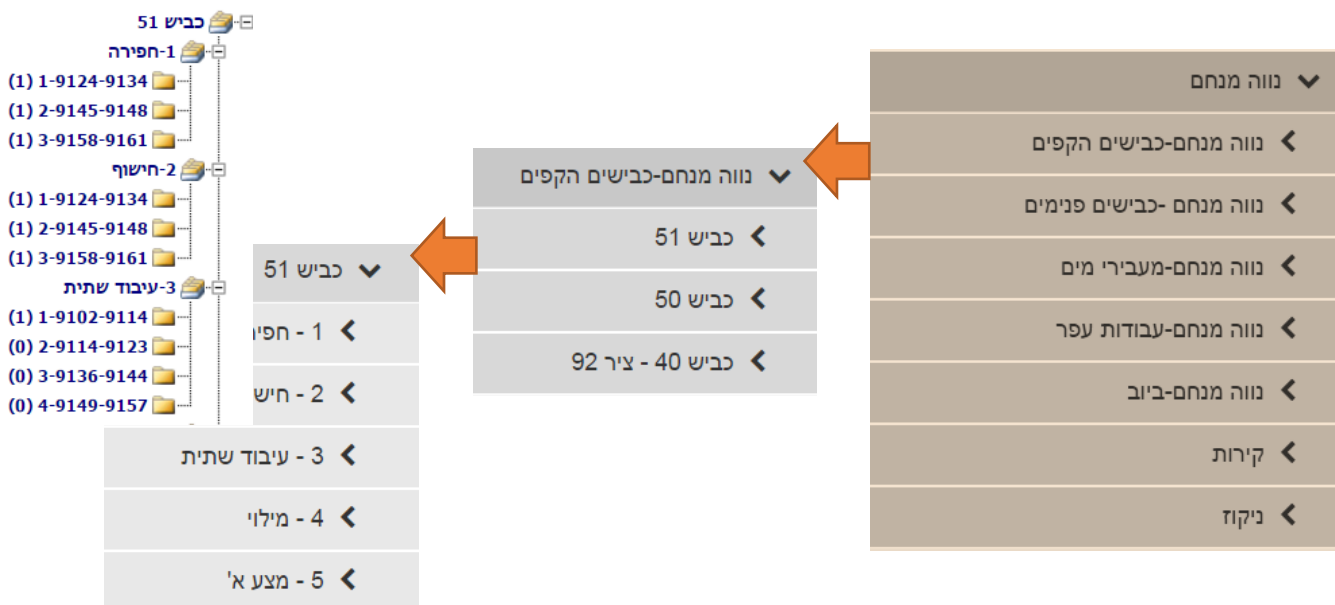 נווה מנחם
נווה מנחם-כבישים הקפים
נווה מנחם -כבישים פנימים
נווה מנחם-מעבירי מים
נווה מנחם-עבודות עפר
נווה מנחם-ביוב
קירות
ניקוז
נווה מנחם-כבישים הקפים
כביש 51
כביש 50
כביש 40 - ציר 92
כביש 51
1 - חפי
2 - חיש
3 - עיבוד שתית
4 - מילוי
5 - מצע א'
כביש 51
1-חפירה
1-9124-9134 (1)
2-9145-9148 (1)
3-9158-9161 (1)
2-חישוף
1-9124-9134 (1)
2-9145-9148 (1)
3-9158-9161 (1)
3-עיבוד שתית
1-9102-9114 (1)
2-9114-9123 (0)
3-9136-9144 (0)
4-9149-9157 (0)